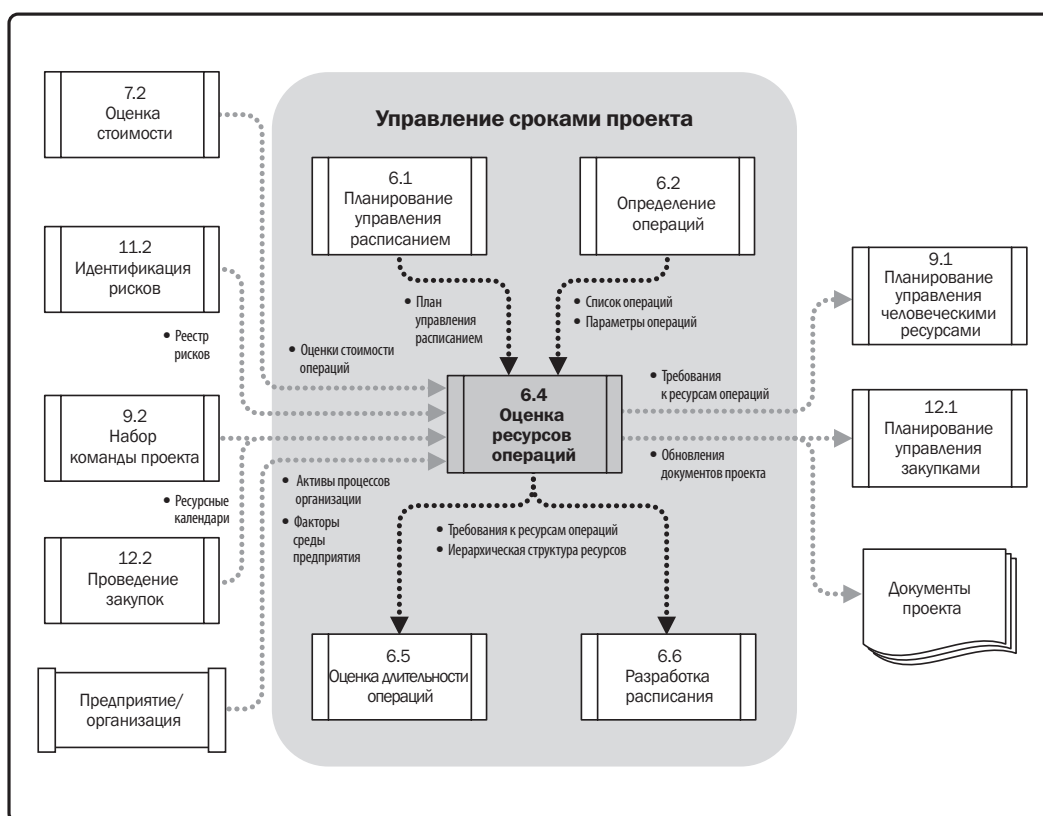 7.2
Оценка
стоимости
Управление сроками проекта
6.1
Планирование
управления
расписанием
6.2
Определение
операций
11.2
Идентификация
рисков
• Реестр
рисков
• План
управления
расписанием
• Список операций
• Параметры операций
9.1
Планирование
управления
человеческими
ресурсами
• Оценки стоимости
операций
6.4
Оценка
ресурсов
операций
• Требования
к ресурсам операций
9.2
Набор
команды проекта
12.1
Планирование
управления
закупками
• Обновления
документов проекта
• Ресурсные
календари
• Активы процессов
организации
• Факторы
среды
предприятия
• Требования к ресурсам операций
• Иерархическая структура ресурсов
12.2
Проведение
закупок
Документы
проекта
6.5
Оценка длительности
операций
6.6
Разработка
расписания
Предприятие/
организация